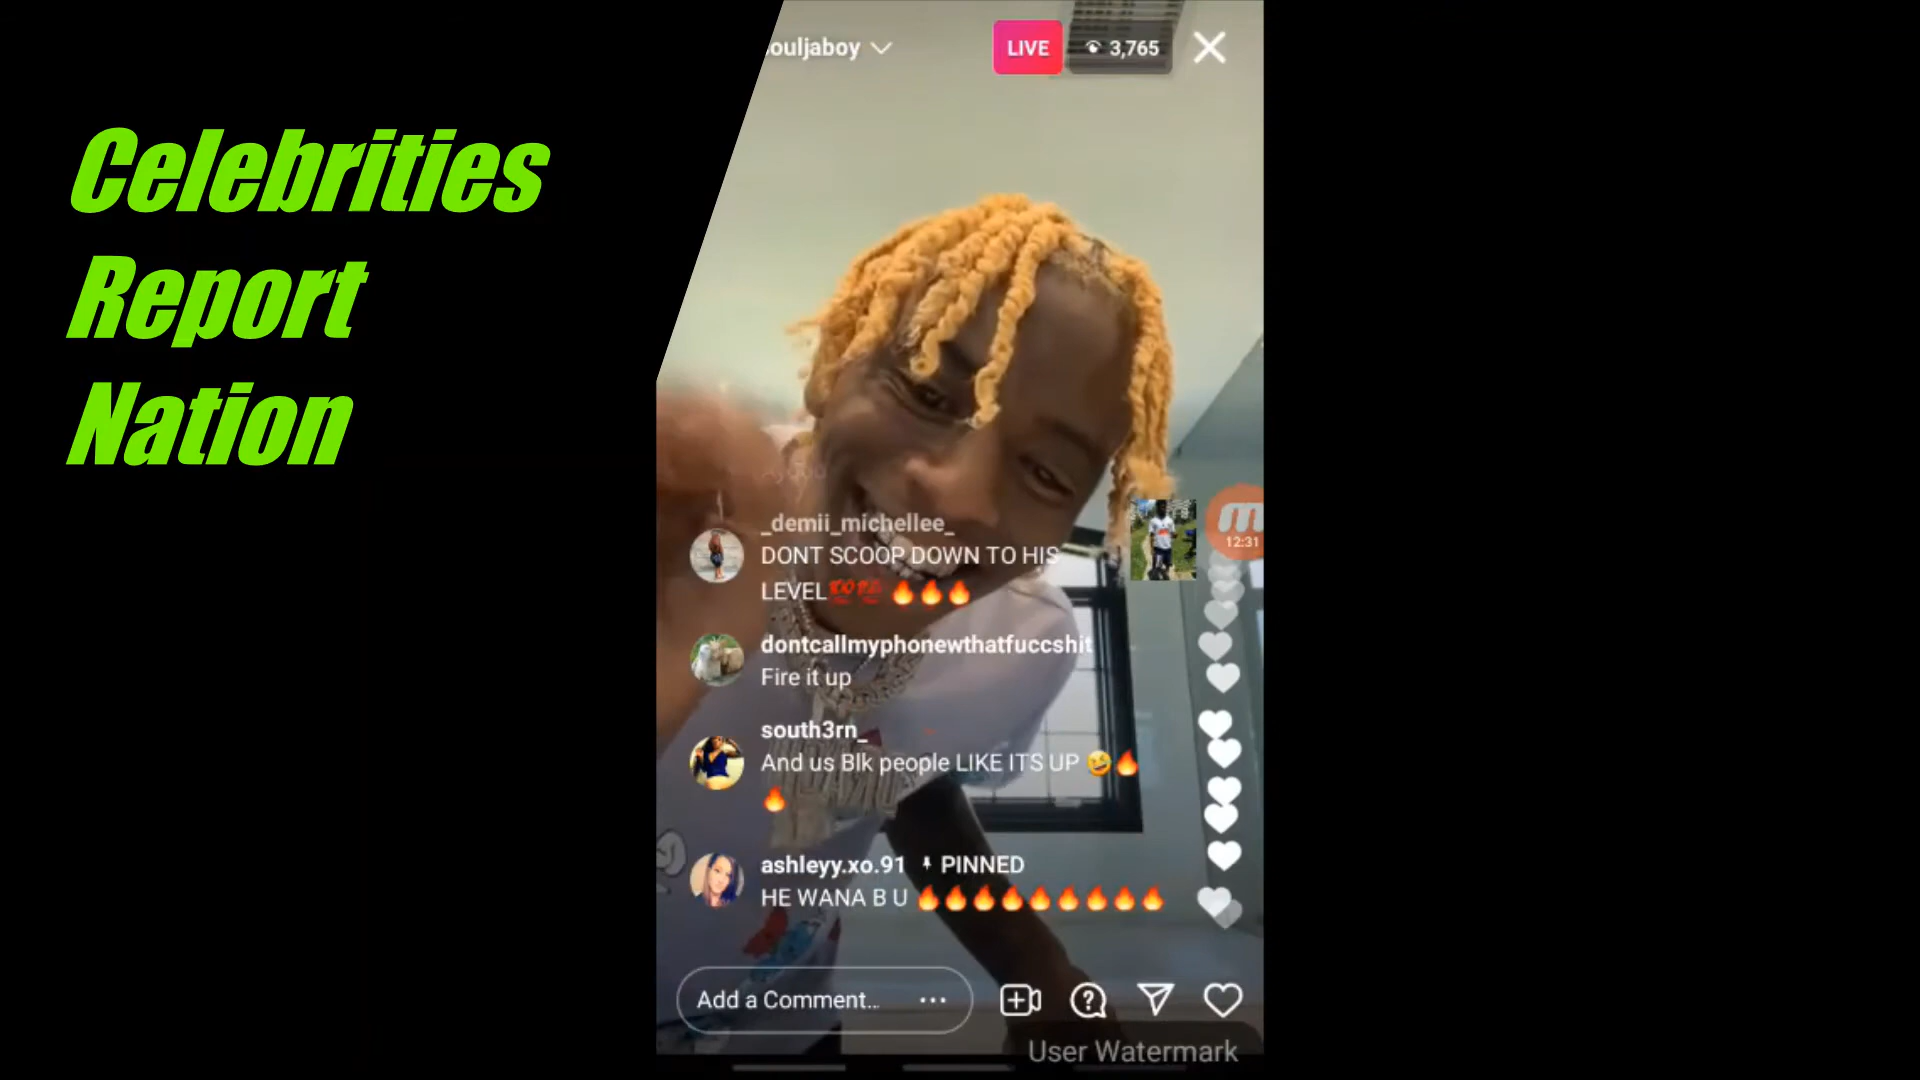 Celebrities
Report
Nation
ouljaboy
LIVE
3,765
12:31
_demii_michellee_
DONT SCOOP DOWN TO HIS
LEVEL💯💯🔥🔥🔥
dontcallmyphonewthatfuccshit
Fire it up
south3rn_
And us Blk people LIKE ITS UP 🤣🔥
🔥
ashleyy.xo.91 📌 PINNED
HE WANA B U 🔥🔥🔥🔥🔥🔥🔥🔥🔥
Add a Comment...
User Watermark